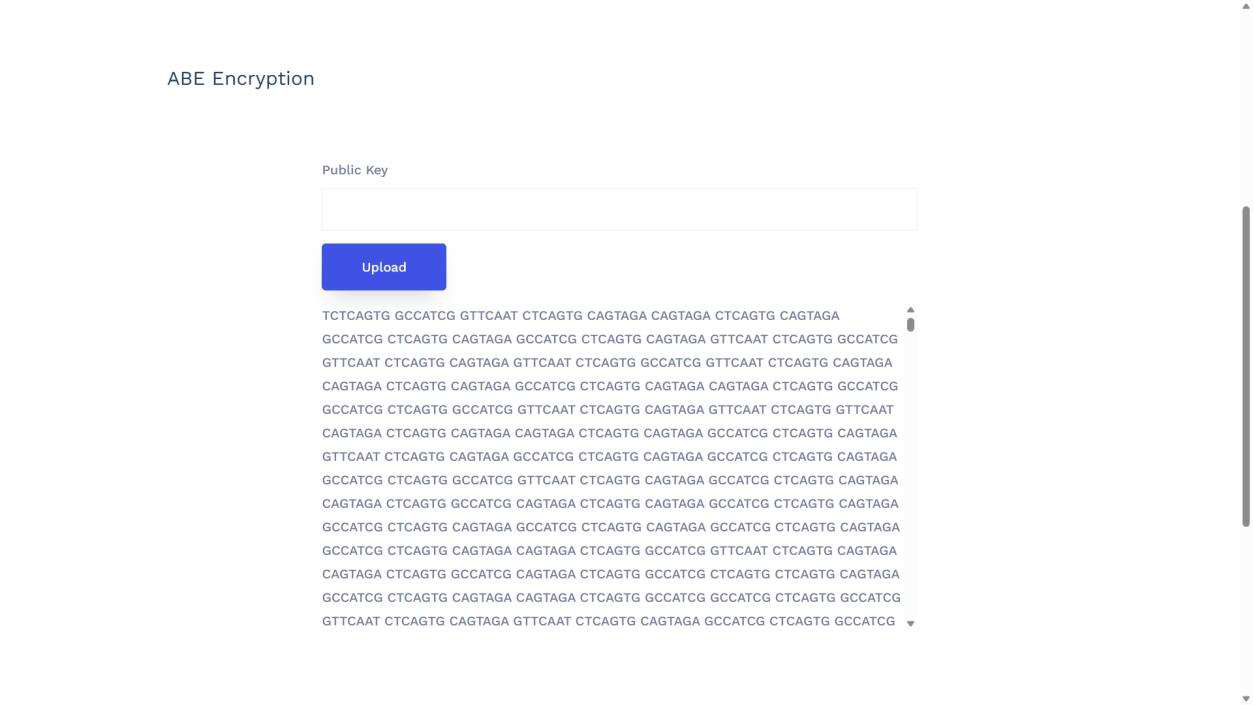 ABE Encryption
Public Key
Upload
TCTCAGTG GCCATCG GTTCAAT CTCAGTG CAGTAGA CAGTAGA CTCAGTG CAGTAGA
GCCATCG CTCAGTG CAGTAGA GCCATCG CTCAGTG CAGTAGA GTTCAAT CTCAGTG GCCATCG
GTTCAAT CTCAGTG CAGTAGA GTTCAAT CTCAGTG GCCATCG GTTCAAT CTCAGTG CAGTAGA
CAGTAGA CTCAGTG CAGTAGA GCCATCG CTCAGTG CAGTAGA CAGTAGA CTCAGTG GCCATCG
GCCATCG CTCAGTG GCCATCG GTTCAAT CTCAGTG CAGTAGA GTTCAAT CTCAGTG GTTCAAT
CAGTAGA CTCAGTG CAGTAGA CAGTAGA CTCAGTG CAGTAGA GCCATCG CTCAGTG CAGTAGA
GTTCAAT CTCAGTG CAGTAGA GCCATCG CTCAGTG CAGTAGA GCCATCG CTCAGTG CAGTAGA
GCCATCG CTCAGTG GCCATCG GTTCAAT CTCAGTG CAGTAGA GCCATCG CTCAGTG CAGTAGA
CAGTAGA CTCAGTG GCCATCG CAGTAGA CTCAGTG CAGTAGA GCCATCG CTCAGTG CAGTAGA
GCCATCG CTCAGTG CAGTAGA GCCATCG CTCAGTG CAGTAGA GCCATCG CTCAGTG CAGTAGA
GCCATCG CTCAGTG CAGTAGA CAGTAGA CTCAGTG GCCATCG GTTCAAT CTCAGTG CAGTAGA
CAGTAGA CTCAGTG GCCATCG CAGTAGA CTCAGTG GCCATCG CTCAGTG CTCAGTG CAGTAGA
GCCATCG CTCAGTG CAGTAGA CAGTAGA CTCAGTG GCCATCG GCCATCG CTCAGTG GCCATCG
GTTCAAT CTCAGTG CAGTAGA GTTCAAT CTCAGTG CAGTAGA GCCATCG CTCAGTG GCCATCG